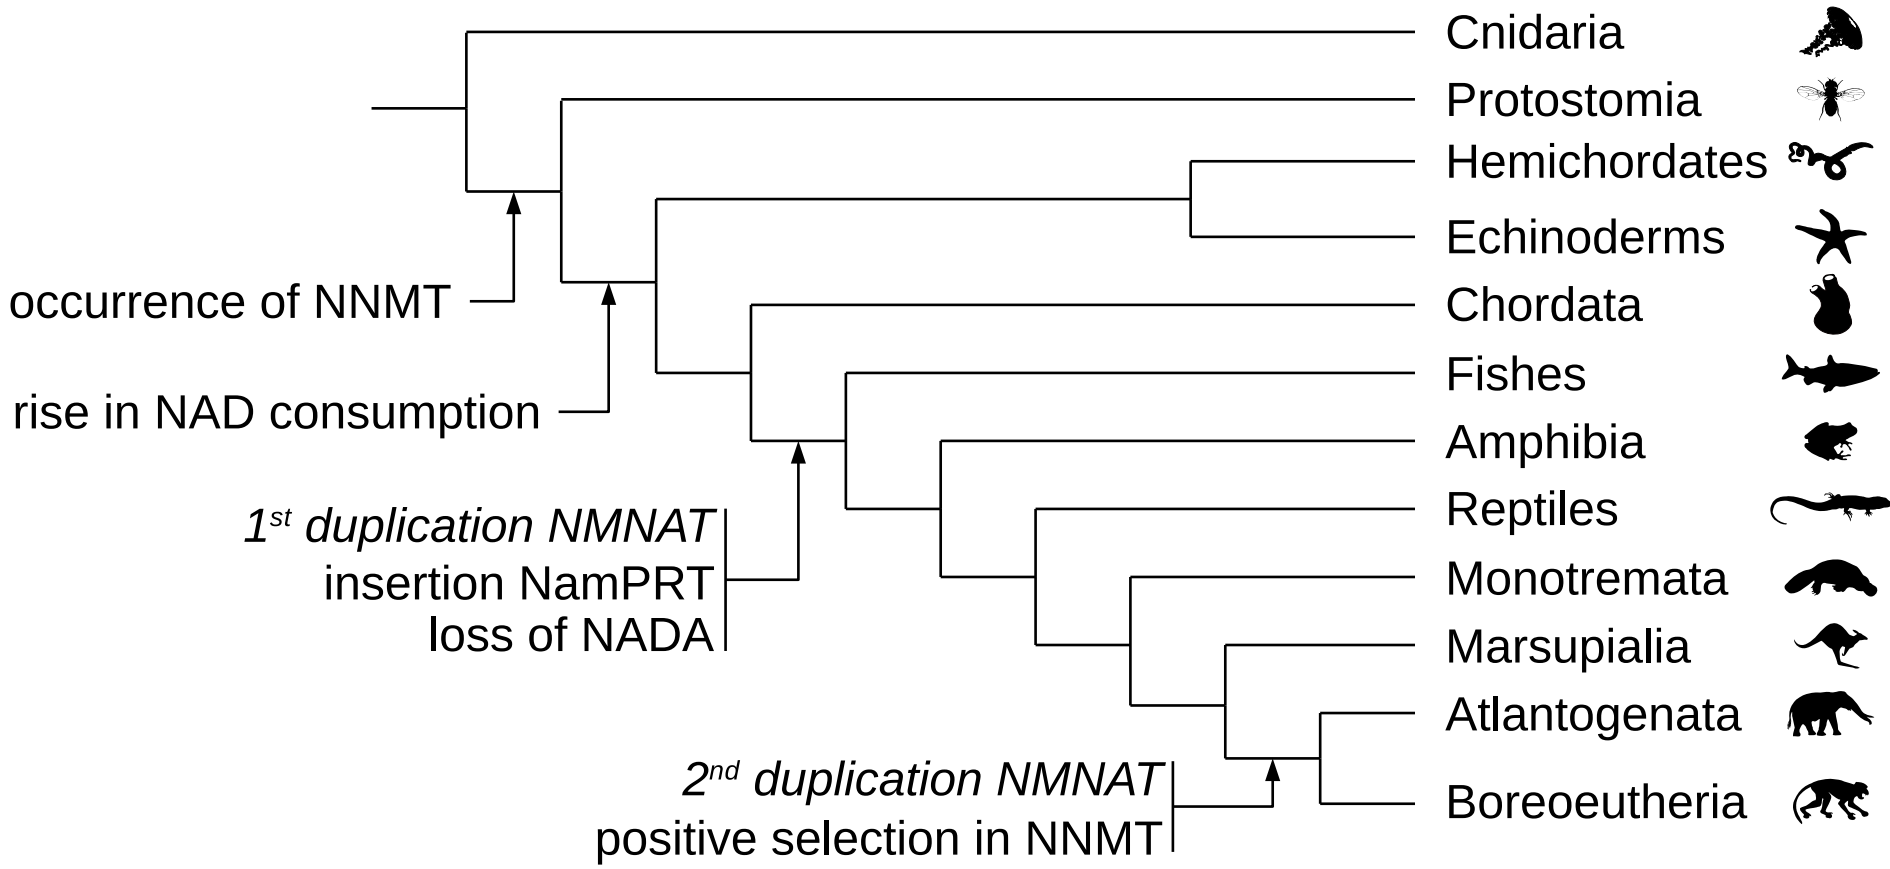 Cnidaria
Protostomia
Hemichordates
Echinoderms
occurrence of NNMT
Chordata
Fishes
rise in NAD consumption
Amphibia
Reptiles
1st duplication NMNAT
insertion NamPRT
loss of NADA
Monotremata
Marsupialia
Atlantogenata
2nd duplication NMNAT
positive selection in NNMT
Boreoeutheria